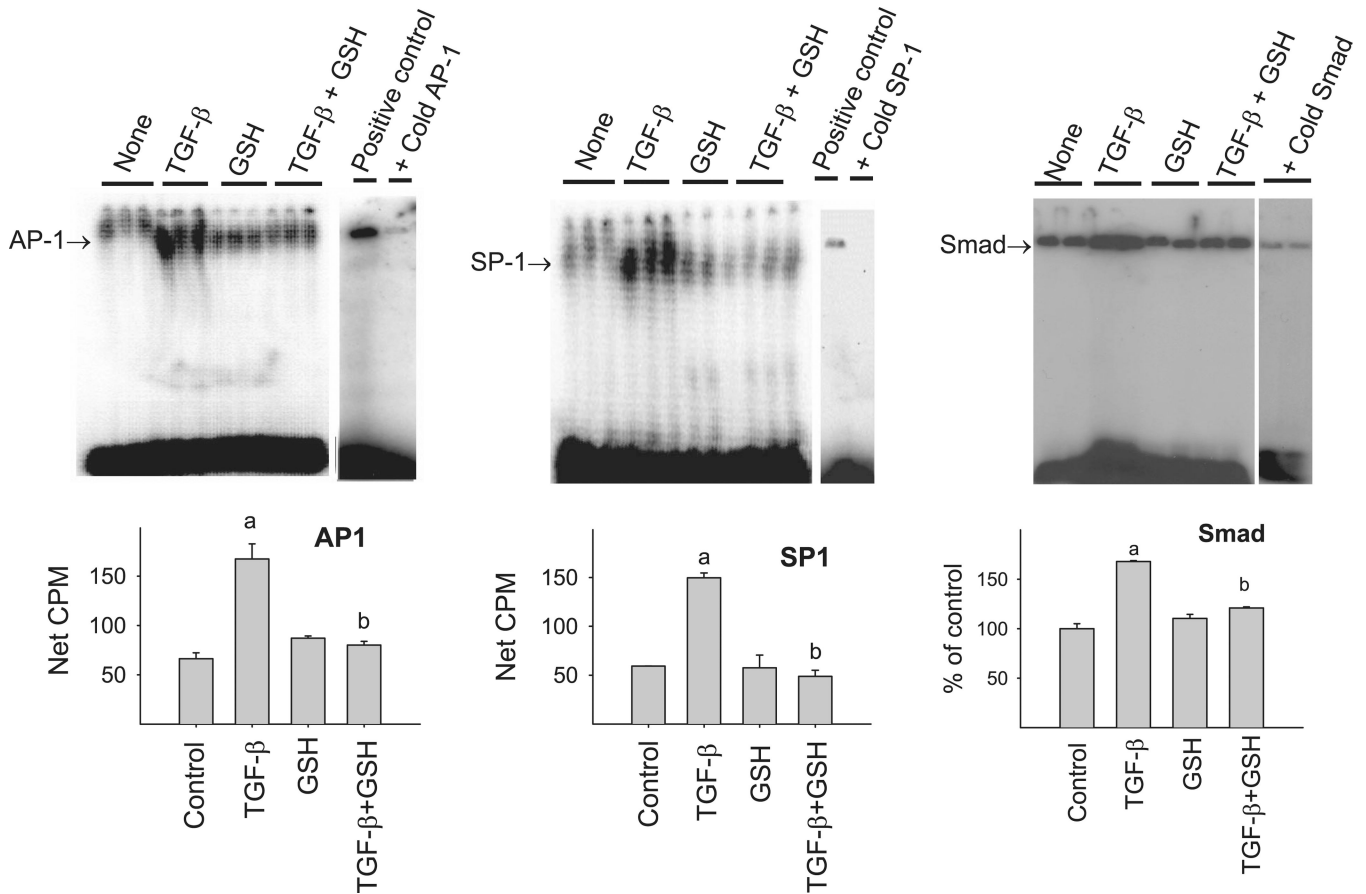 None
TGF-β
GSH
TGF-β + GSH
Positive control
+ Cold AP-1
AP-1→
None
TGF-β
GSH
TGF-β + GSH
Positive control
+ Cold SP-1
SP-1→
None
TGF-β
GSH
TGF-β + GSH
+ Cold Smad
Smad→
AP1
a
b
150
100
50
Net CPM
Control
TGF-β
GSH
TGF-β+GSH
SP1
a
b
150
100
50
Net CPM
Control
TGF-β
GSH
TGF-β+GSH
Smad
a
b
150
100
50
% of control
Control
TGF-β
GSH
TGF-β+GSH